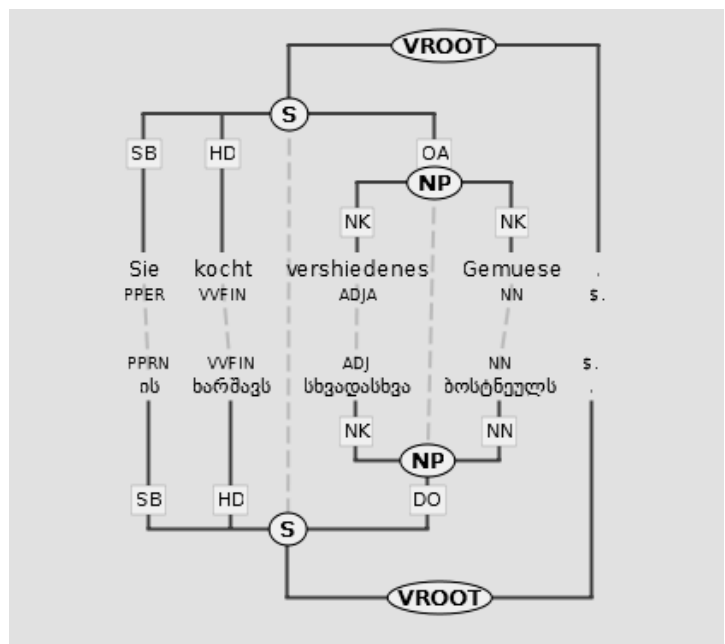 VROOT
S
SB HD OA
NP
NK NK
Sie kocht vershiedenes Gemuese .
PPER VVFIN ADJA NN $.
PPRN VVFIN ADJ NN $.
ის ხარშავს სხვადასხვა ბოსტნეულს .
NK NN
NP
SB HD DO
S
VROOT